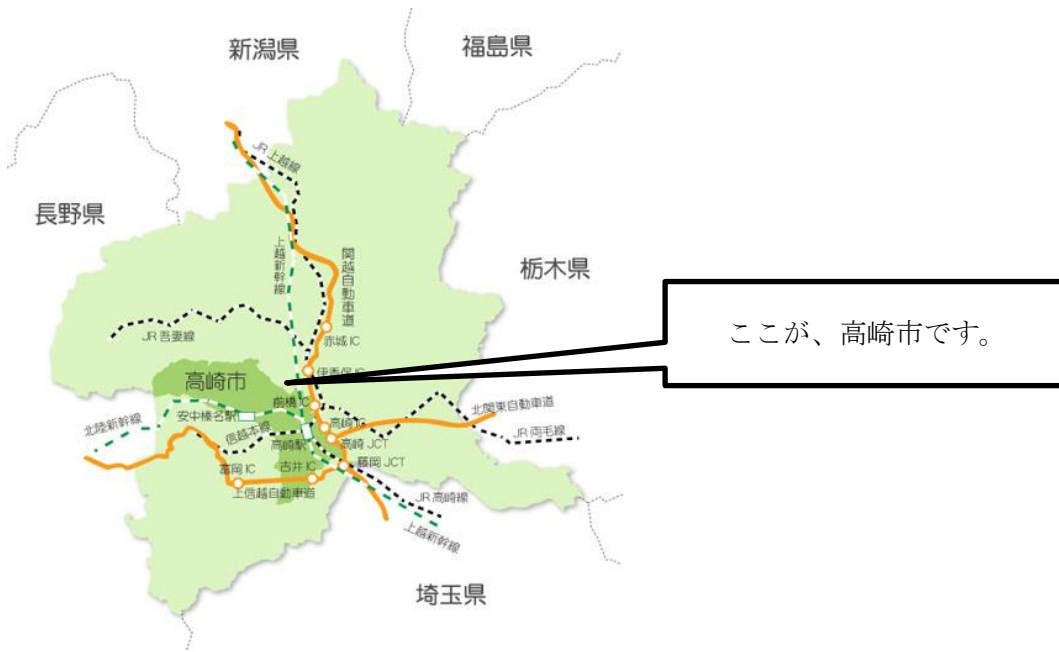 新潟県
福島県
長野県
JR上越線
上越新幹線
関越自動車道
栃木県
ここが、高崎市です。
JR吾妻線
赤城IC
伊香保IC
高崎市
前橋IC
北関東自動車道
安中榛名駅
北陸新幹線
信越本線
高崎IC
JR両毛線
高崎駅
高崎JCT
藤岡JCT
富岡IC
吉井IC
上信越自動車道
JR高崎線
上越新幹線
埼玉県